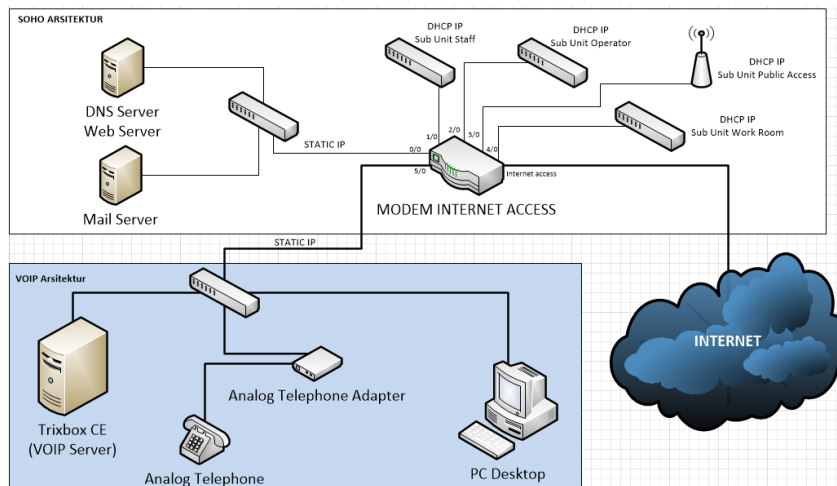 SOHO ARSITEKTUR
DHCP IP
Sub Unit Staff
DHCP IP
Sub Unit Operator
DHCP IP
Sub Unit Public Access
DHCP IP
Sub Unit Work Room
DNS Server
Web Server
STATIC IP
1/0
2/0
3/0
4/0
0/0
5/0
Internet access
Mail Server
MODEM INTERNET ACCESS
STATIC IP
VOIP Arsitektur
INTERNET
Analog Telephone Adapter
Trixbox CE
(VOIP Server)
Analog Telephone
PC Desktop